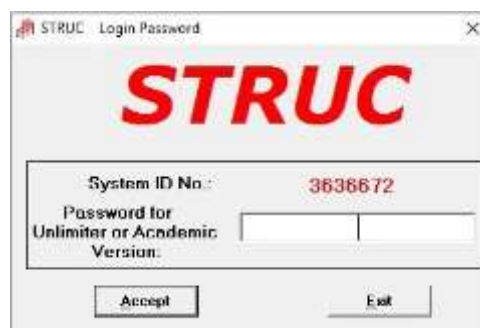 STRUC Login Password
STRUC
System ID No.: 3636672
Password for
Unlimiter or Academic
Version:
Accept Exit